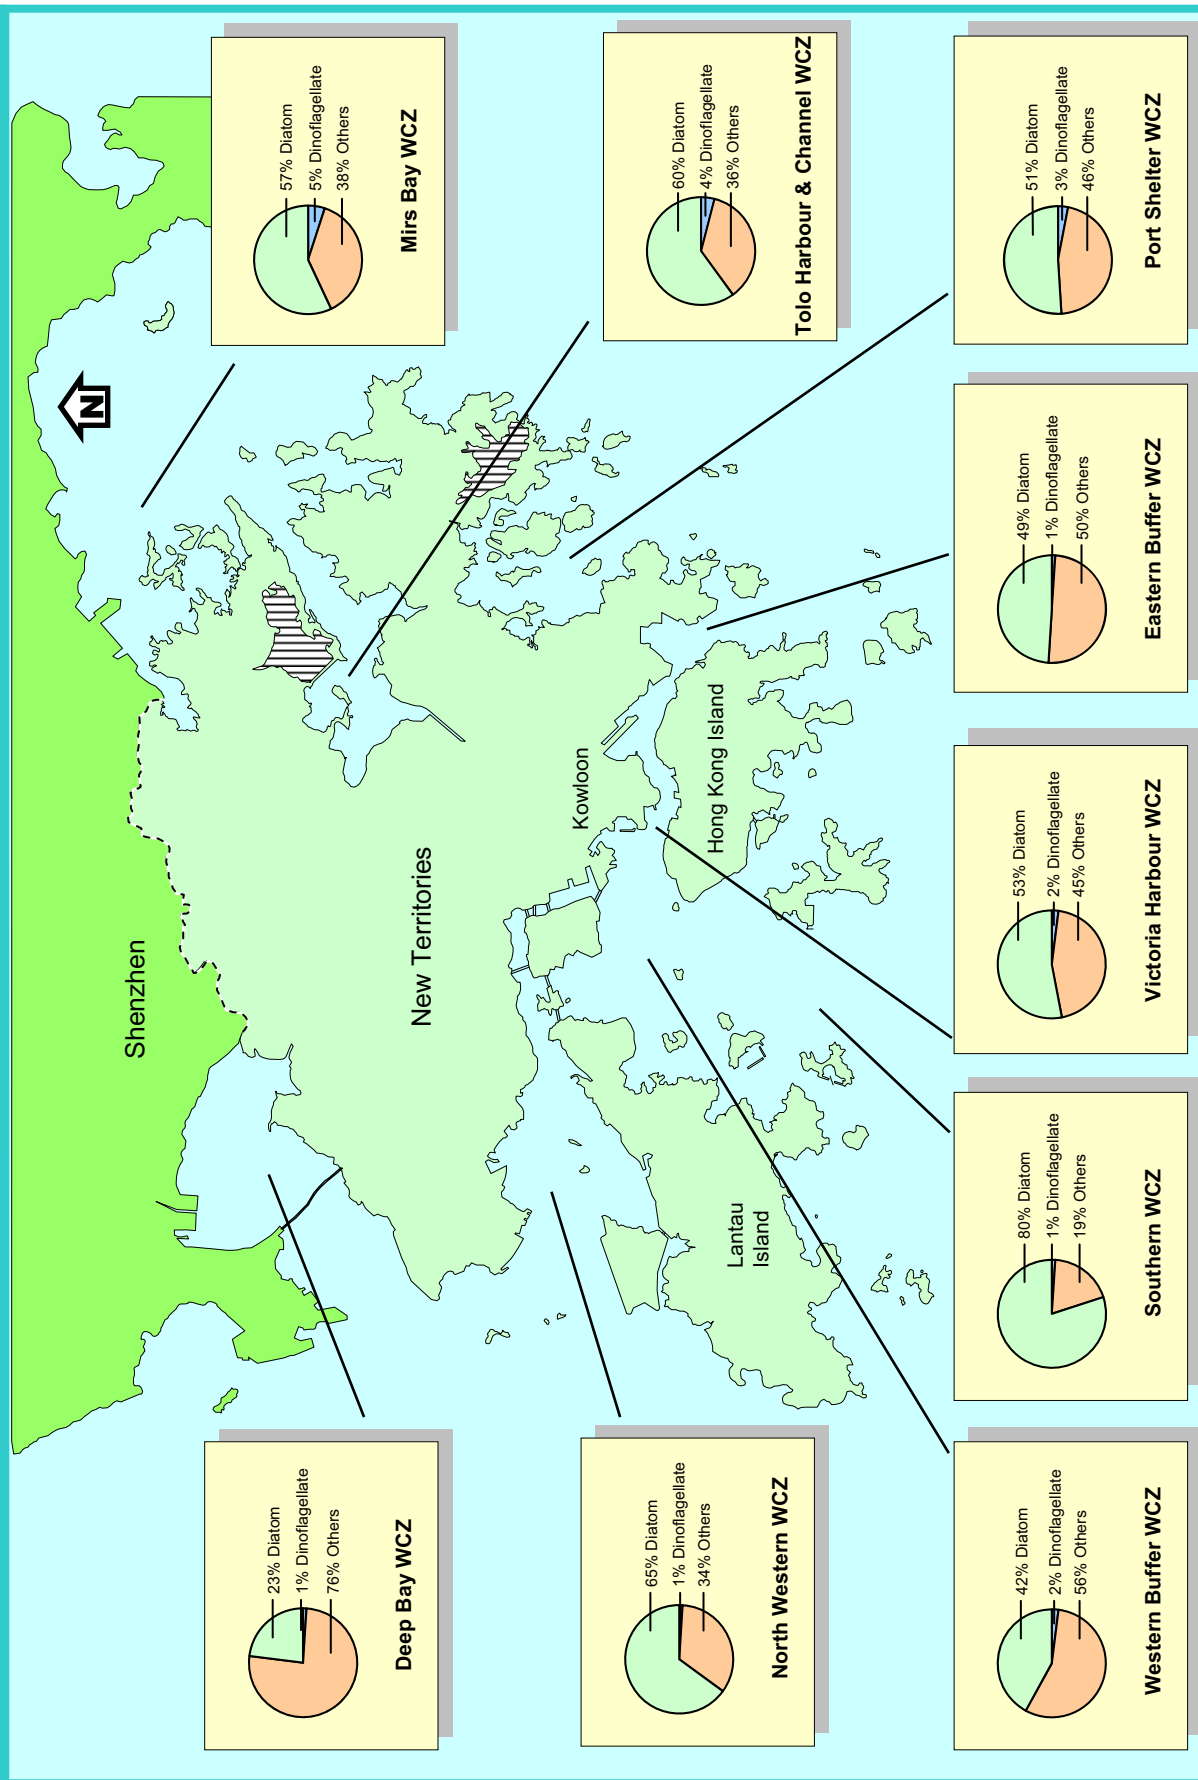 Shenzhen
N
New Territories
Kowloon
Hong Kong Island
Lantau
Island
23% Diatom
1% Dinoflagellate
76% Others
Deep Bay WCZ
65% Diatom
1% Dinoflagellate
34% Others
North Western WCZ
42% Diatom
2% Dinoflagellate
56% Others
Western Buffer WCZ
80% Diatom
1% Dinoflagellate
19% Others
Southern WCZ
53% Diatom
2% Dinoflagellate
45% Others
Victoria Harbour WCZ
49% Diatom
1% Dinoflagellate
50% Others
Eastern Buffer WCZ
51% Diatom
3% Dinoflagellate
46% Others
Port Shelter WCZ
60% Diatom
4% Dinoflagellate
36% Others
Tolo Harbour & Channel WCZ
57% Diatom
5% Dinoflagellate
38% Others
Mirs Bay WCZ